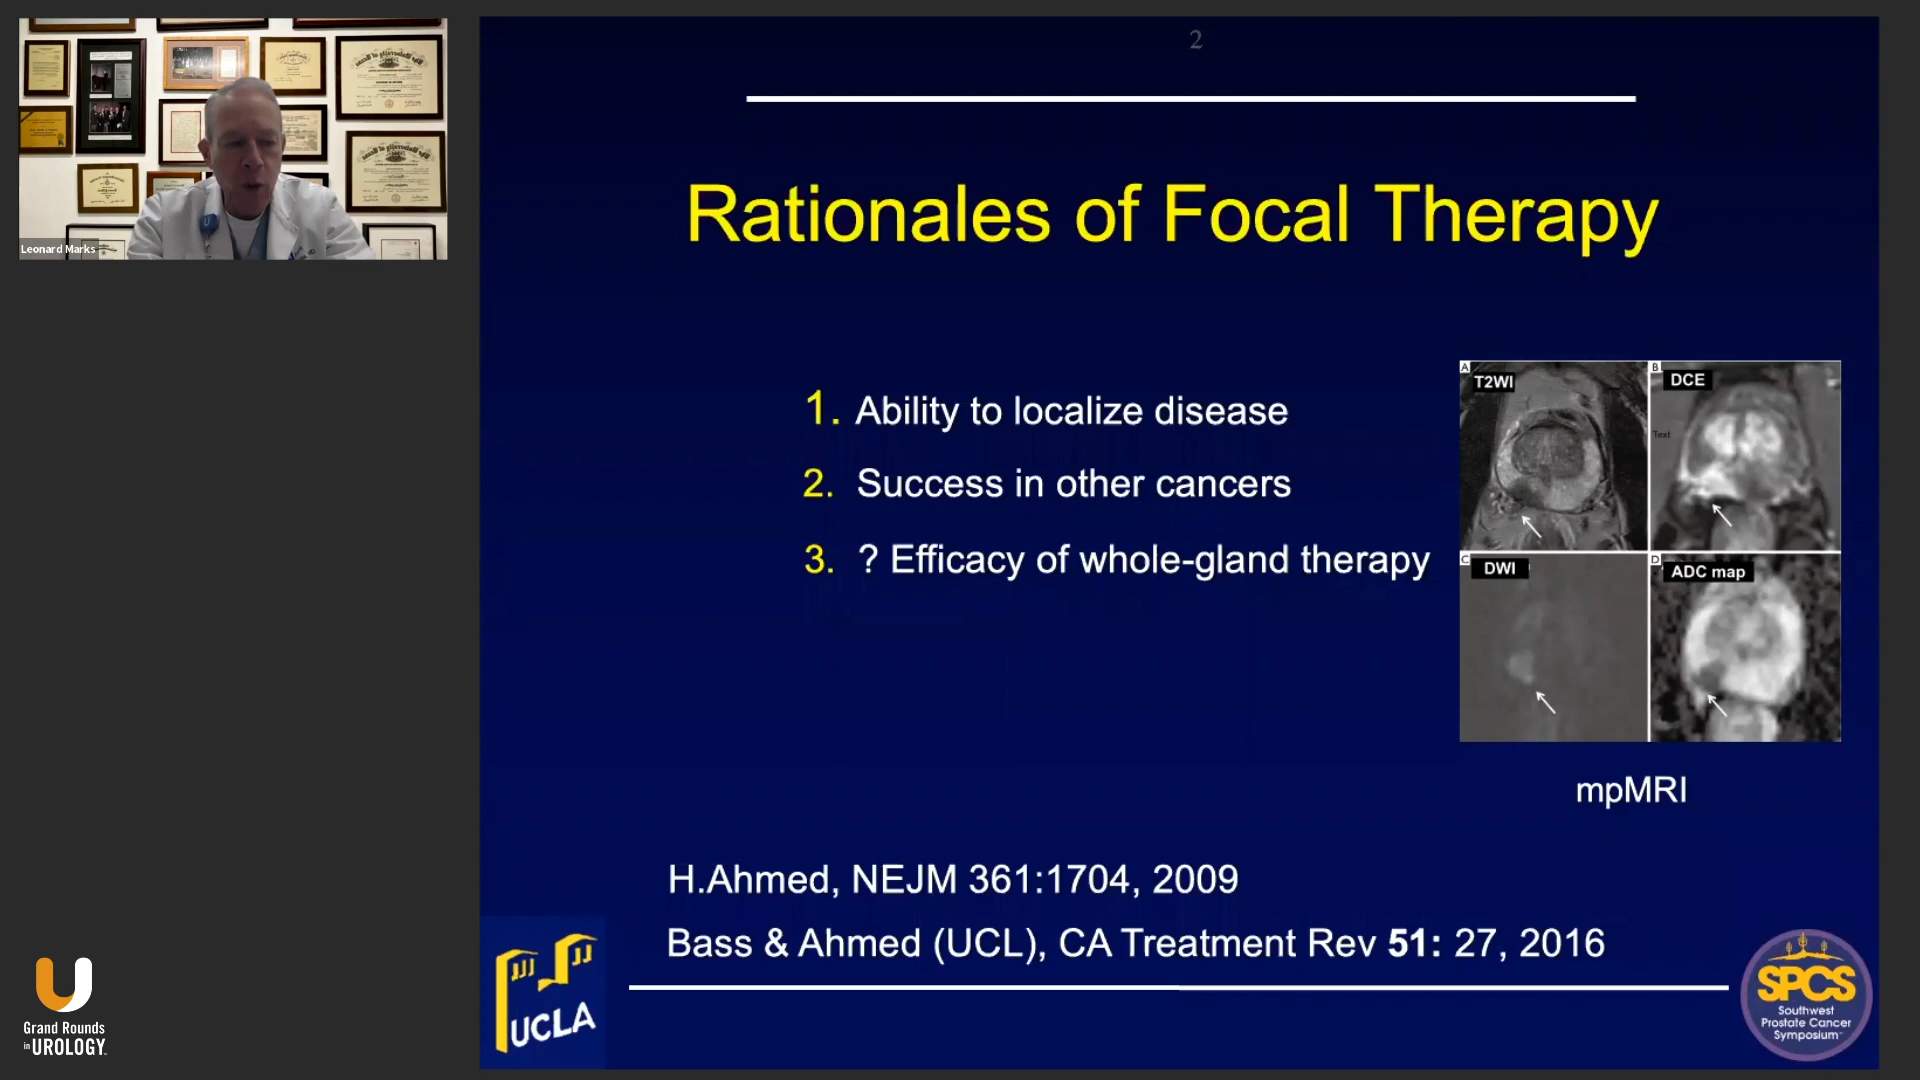 Leonard Marks
2
Rationales of Focal Therapy
1. Ability to localize disease
2. Success in other cancers
3. ? Efficacy of whole-gland therapy
A
T2WI
B
DCE
Text
C
DWI
D
ADC map
mpMRI
H.Ahmed, NEJM 361:1704, 2009
Bass & Ahmed (UCL), CA Treatment Rev 51: 27, 2016
UCLA
SPCS
Southwest
Prostate Cancer
Symposium
Grand Rounds
in UROLOGY